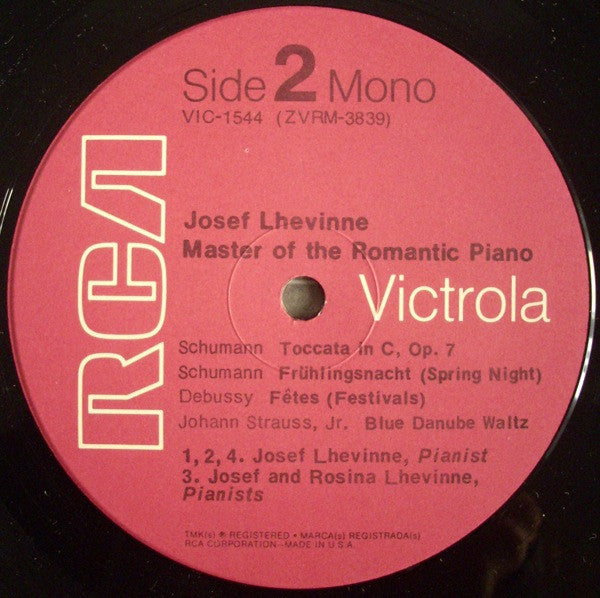 Side 2 Mono
VIC-1544 (ZVRM-3839)
RCA
Josef Lhevinne
Master of the Romantic Piano
Victrola
Schumann Toccata in C, Op. 7
Schumann Frühlingsnacht (Spring Night)
Debussy Fêtes (Festivals)
Johann Strauss, Jr. Blue Danube Waltz
1, 2, 4. Josef Lhevinne, Pianist
3. Josef and Rosina Lhevinne,
Pianists
TMK(s) ® REGISTERED • MARCA(s) REGISTRADA(s)
RCA CORPORATION—MADE IN U.S.A.